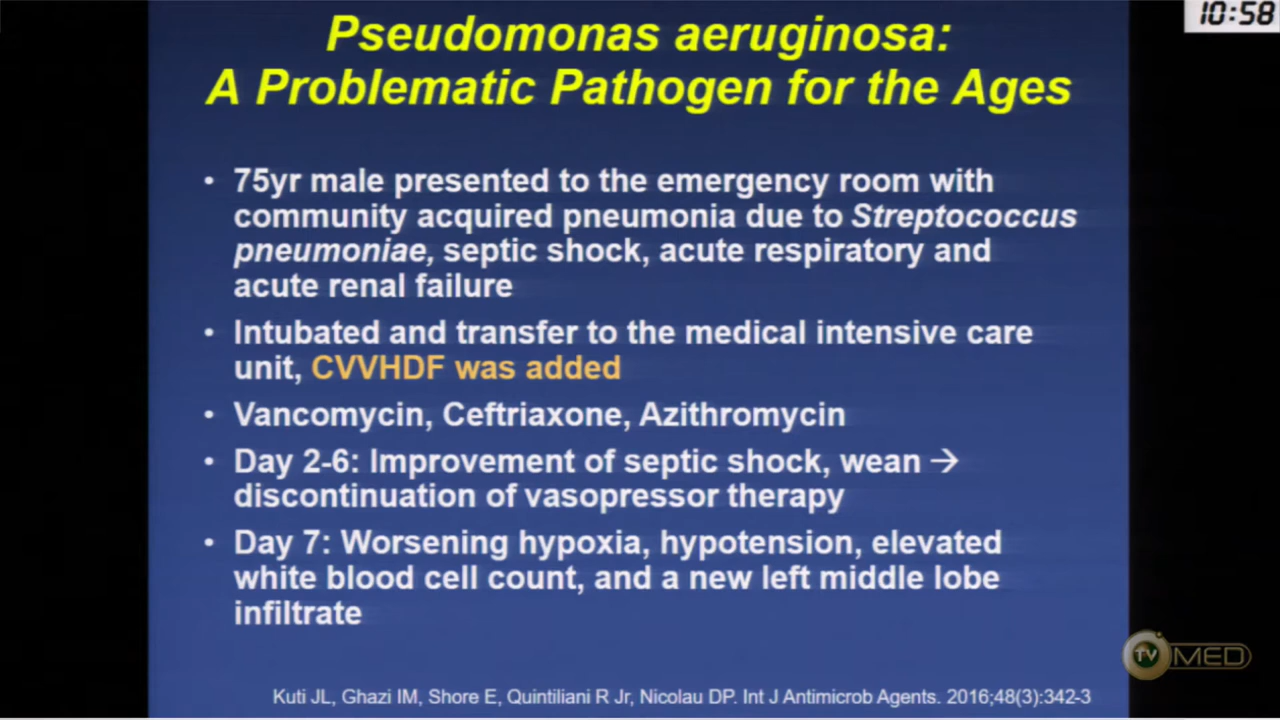 10:58
Pseudomonas aeruginosa:
A Problematic Pathogen for the Ages
• 75yr male presented to the emergency room with
community acquired pneumonia due to Streptococcus
pneumoniae, septic shock, acute respiratory and
acute renal failure
• Intubated and transfer to the medical intensive care
unit, CVVHDF was added
• Vancomycin, Ceftriaxone, Azithromycin
• Day 2-6: Improvement of septic shock, wean →
discontinuation of vasopressor therapy
• Day 7: Worsening hypoxia, hypotension, elevated
white blood cell count, and a new left middle lobe
infiltrate
TV MED
Kuti JL, Ghazi IM, Shore E, Quintiliani R Jr, Nicolau DP. Int J Antimicrob Agents. 2016;48(3):342-3